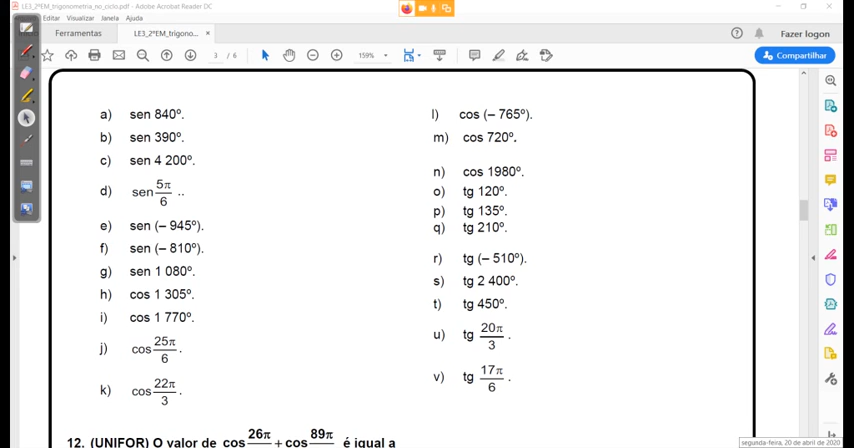 LE3_2ºEM_trigonometria_no_ciclo.pdf - Adobe Acrobat Reader DC
Editar Visualizar Janela Ajuda
Ferramentas
LE3_2ºEM_trigono... ×
Fazer logon
3 / 6
159%
Compartilhar
a) sen 840º.
b) sen 390º.
c) sen 4 200º.
d) sen 5π/6 ..
e) sen (– 945º).
f) sen (– 810º).
g) sen 1 080º.
h) cos 1 305º.
i) cos 1 770º.
j) cos 25π/6 .
k) cos 22π/3 .
l) cos (– 765º).
m) cos 720º.
n) cos 1980º.
o) tg 120º.
p) tg 135º.
q) tg 210º.
r) tg (– 510º).
s) tg 2 400º.
t) tg 450º.
u) tg 20π/3 .
v) tg 17π/6 .
12. (UNIFOR) O valor de cos 26π + cos 89π é igual a
segunda-feira, 20 de abril de 2020